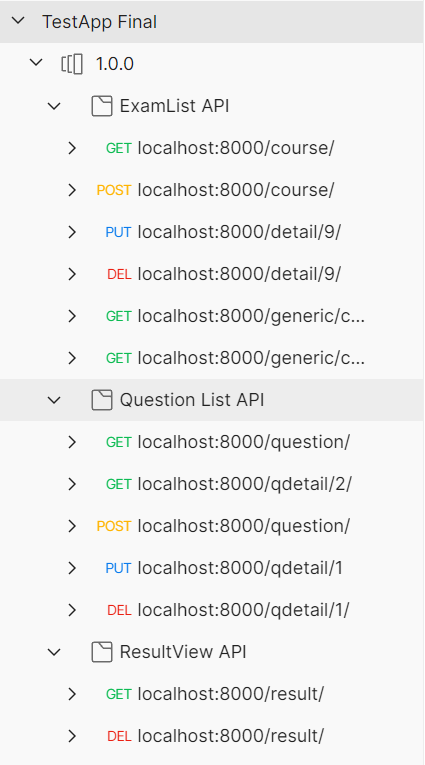 TestApp Final
1.0.0
ExamList API
GET localhost:8000/course/
POST localhost:8000/course/
PUT localhost:8000/detail/9/
DEL localhost:8000/detail/9/
GET localhost:8000/generic/c...
GET localhost:8000/generic/c...
Question List API
GET localhost:8000/question/
GET localhost:8000/qdetail/2/
POST localhost:8000/question/
PUT localhost:8000/qdetail/1
DEL localhost:8000/qdetail/1/
ResultView API
GET localhost:8000/result/
DEL localhost:8000/result/